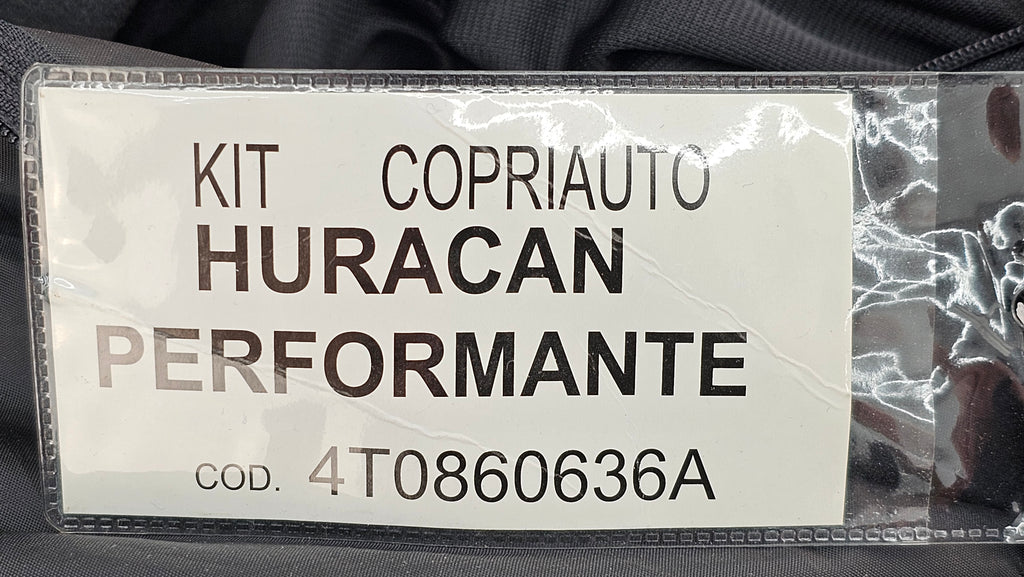 KIT COPRIAUTO
HURACAN
PERFORMANTE
COD. 4T0860636A